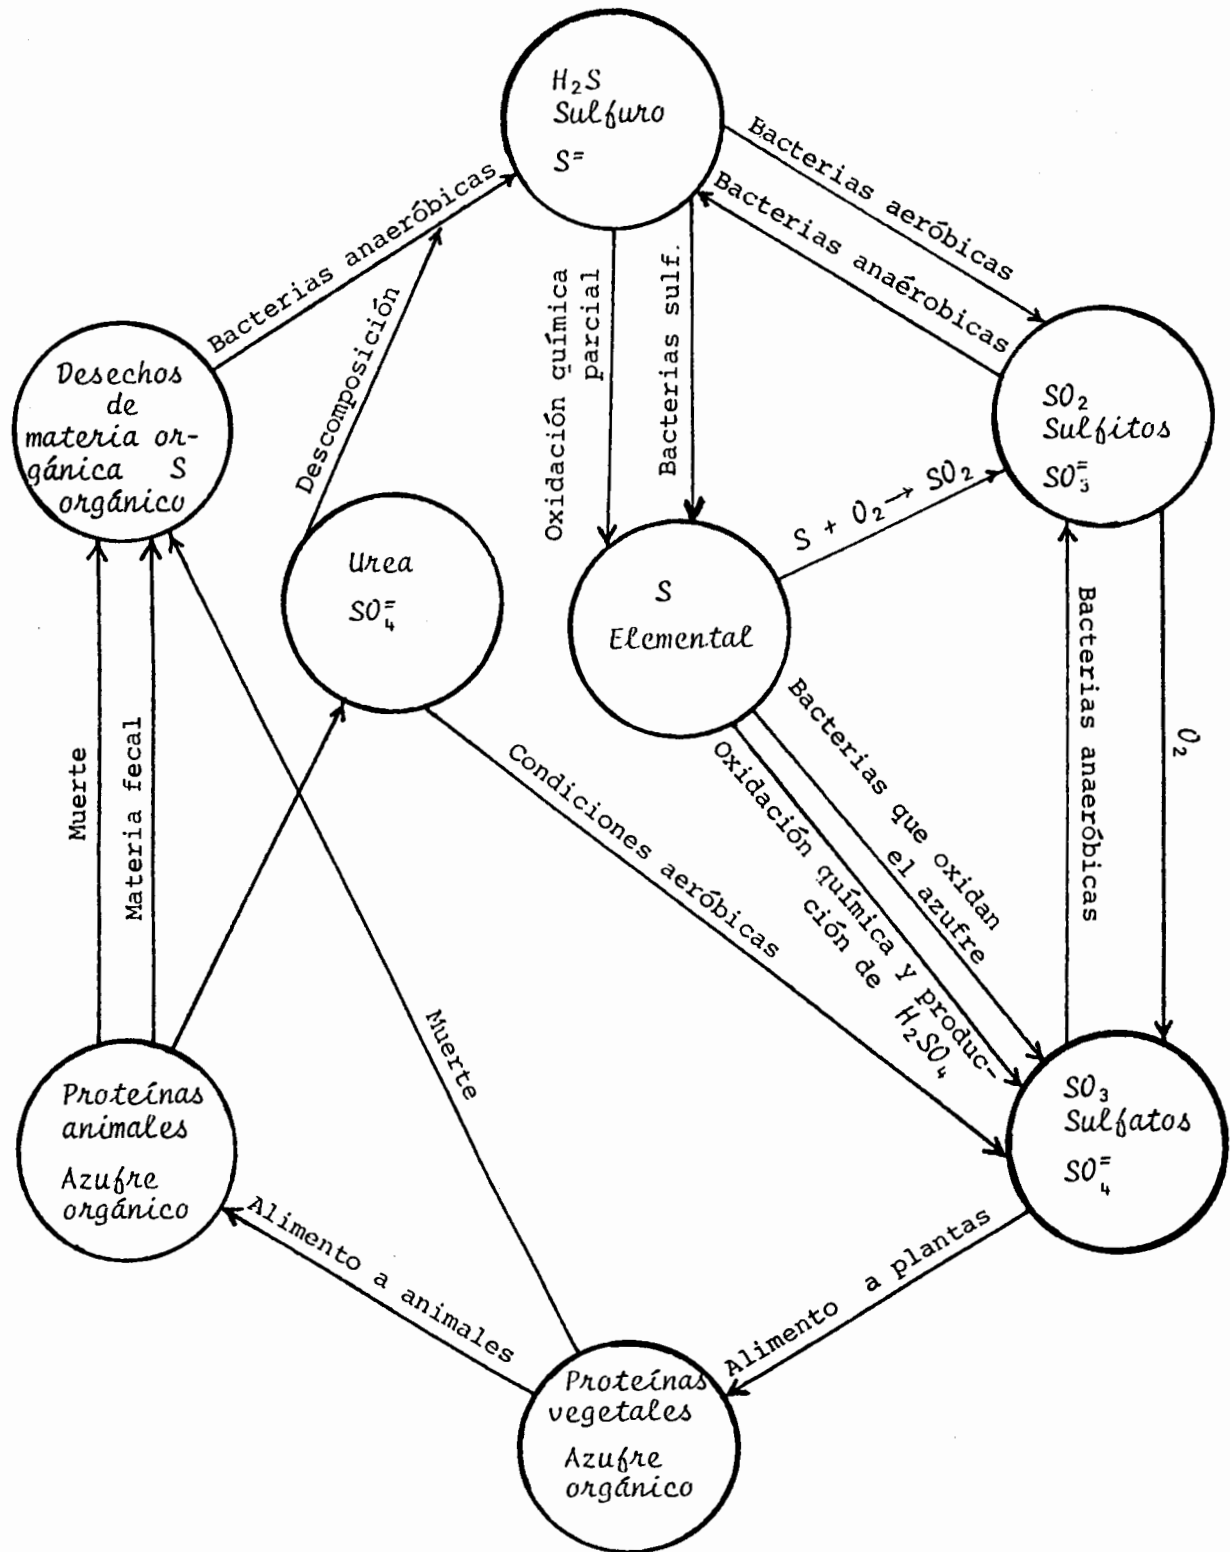 H₂S
Sulfuro
S⁼
Bacterias aeróbicas
Bacterias anaérobicas
Bacterias anaeróbicas
Descomposición
Oxidación química
parcial
Bacterias sulf.
Desechos
de
materia or-
gánica S
orgánico
SO₂
Sulfitos
SO₃⁼
Urea
SO₄⁼
S + O₂ → SO₂
S
Elemental
Bacterias anaeróbicas
O₂
Muerte
Materia fecal
Condiciones aeróbicas
Bacterias que oxidan
el azufre
Oxidación química y produc-
ción de H₂SO₄
Muerte
Proteínas
animales
Azufre
orgánico
SO₃
Sulfatos
SO₄⁼
Alimento a animales
Alimento a plantas
Proteínas
vegetales
Azufre
orgánico